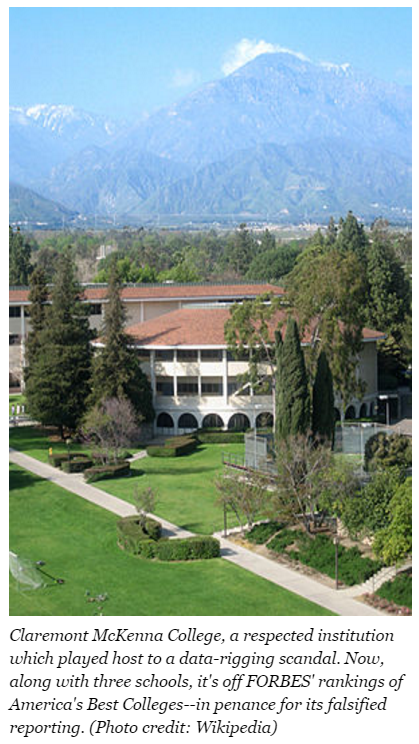 Claremont McKenna College, a respected institution
which played host to a data-rigging scandal. Now,
along with three schools, it's off FORBES' rankings of
America's Best Colleges--in penance for its falsified
reporting. (Photo credit: Wikipedia)